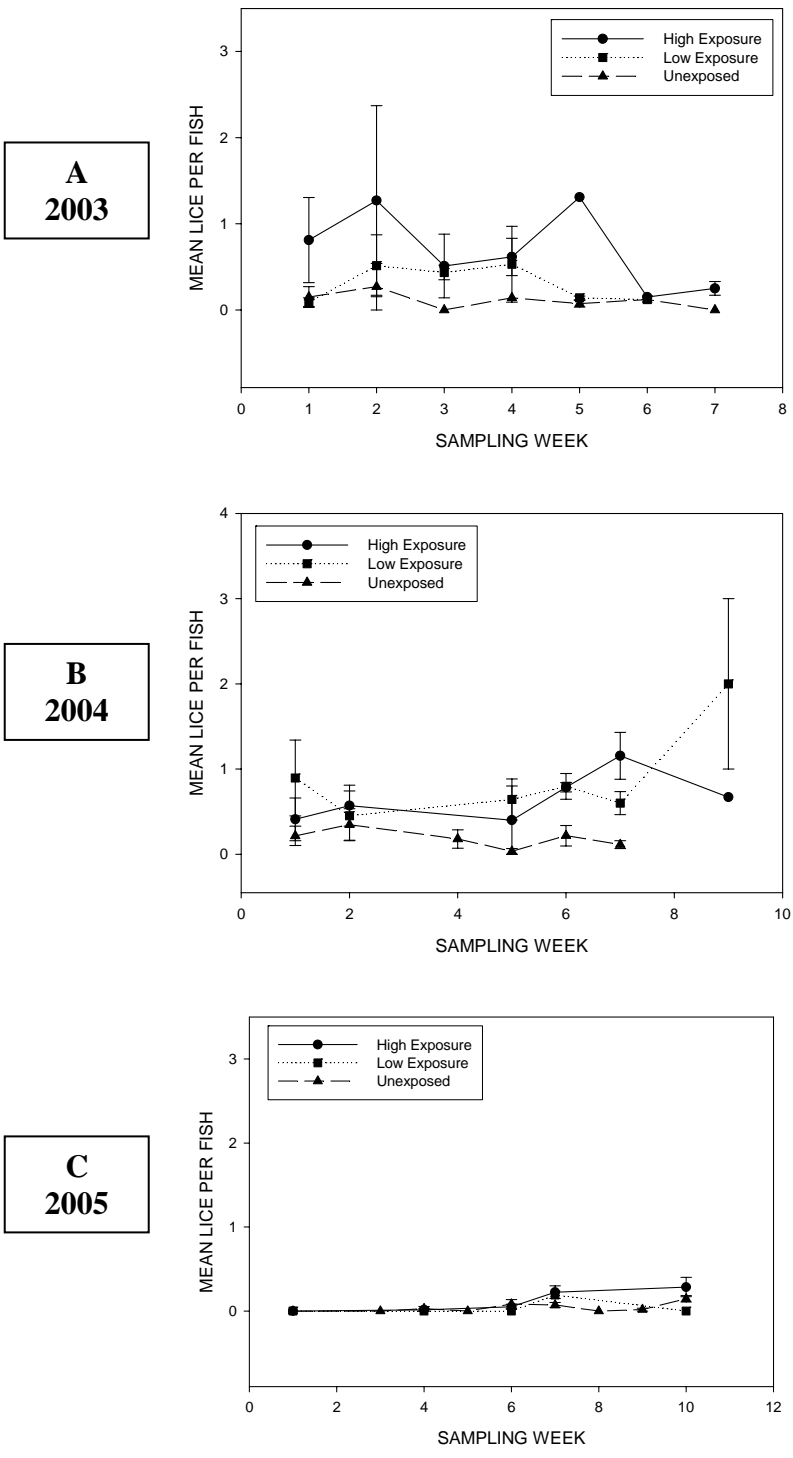 A
2003
MEAN LICE PER FISH
3
2
1
0
High Exposure
Low Exposure
Unexposed
0 1 2 3 4 5 6 7 8
SAMPLING WEEK
B
2004
MEAN LICE PER FISH
4
3
2
1
0
High Exposure
Low Exposure
Unexposed
0 2 4 6 8 10
SAMPLING WEEK
C
2005
MEAN LICE PER FISH
3
2
1
0
High Exposure
Low Exposure
Unexposed
0 2 4 6 8 10 12
SAMPLING WEEK